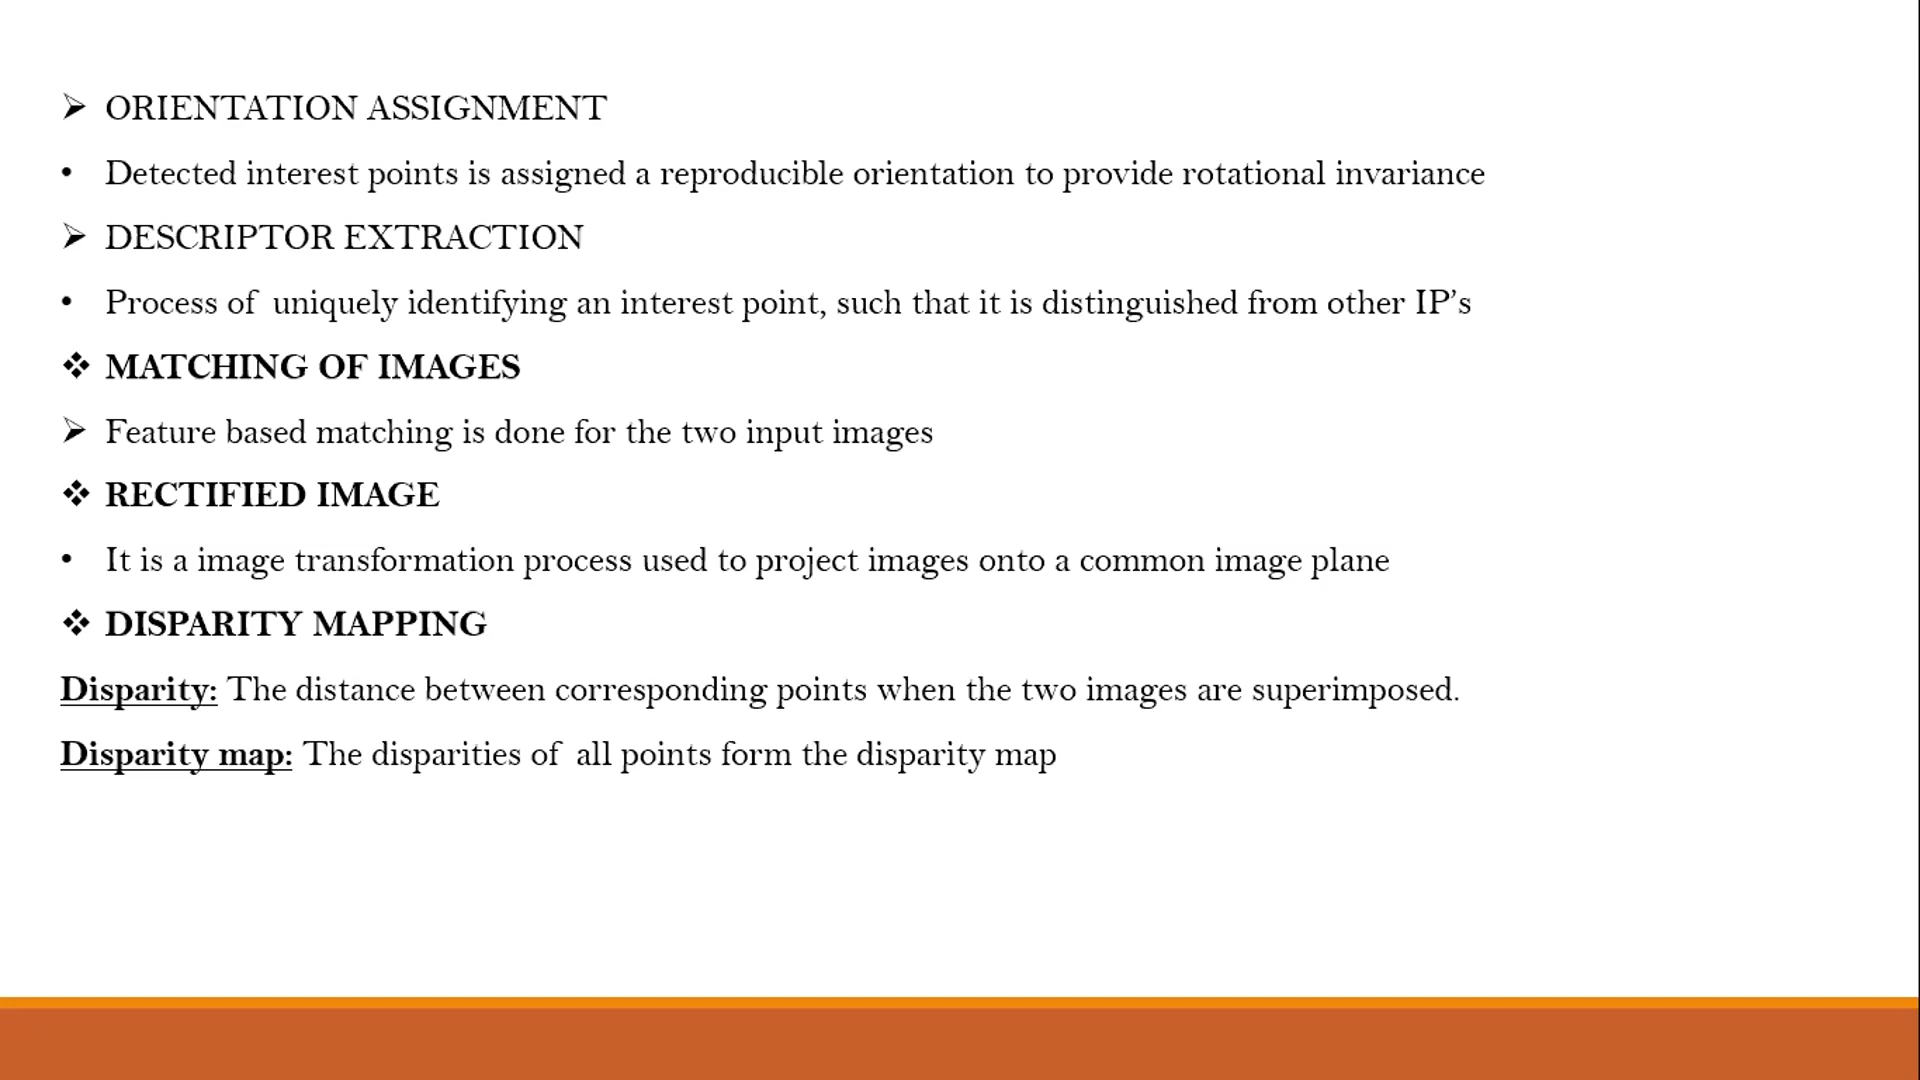 ➢ ORIENTATION ASSIGNMENT
• Detected interest points is assigned a reproducible orientation to provide rotational invariance
➢ DESCRIPTOR EXTRACTION
• Process of uniquely identifying an interest point, such that it is distinguished from other IP’s
❖ MATCHING OF IMAGES
➢ Feature based matching is done for the two input images
❖ RECTIFIED IMAGE
• It is a image transformation process used to project images onto a common image plane
❖ DISPARITY MAPPING
Disparity: The distance between corresponding points when the two images are superimposed.
Disparity map: The disparities of all points form the disparity map